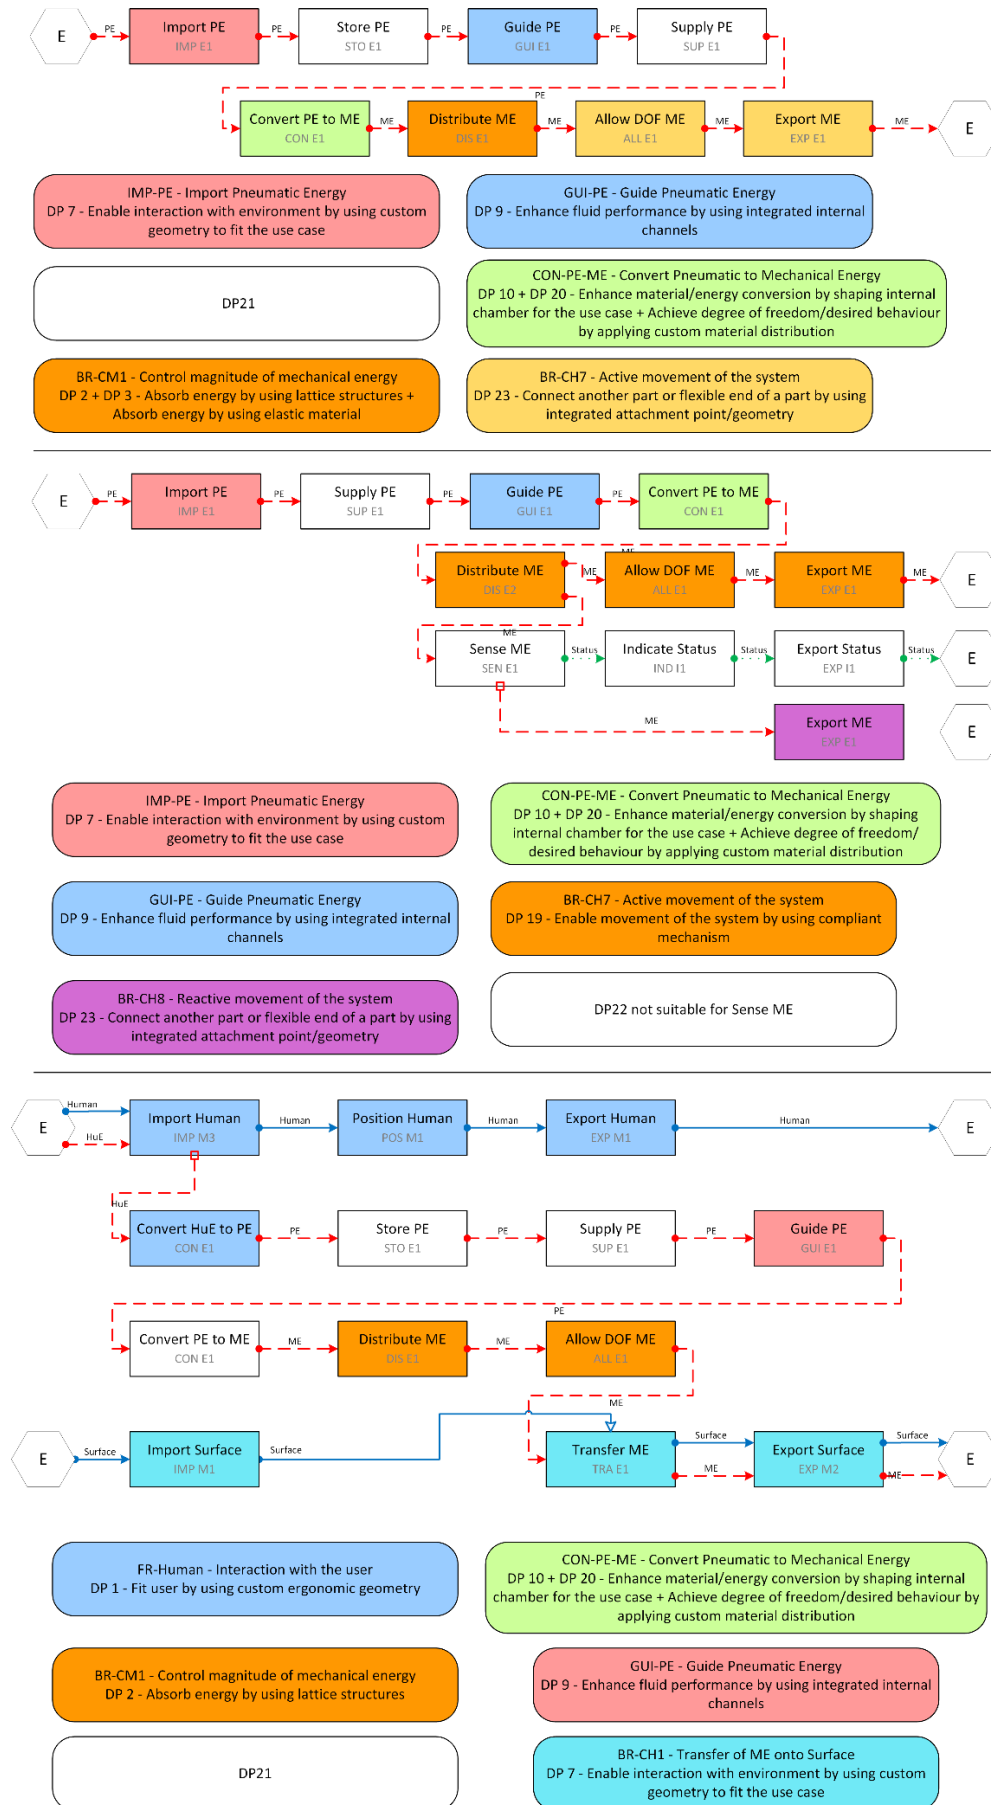 E
PE
Import PE
IMP E1
PE
Store PE
STO E1
PE
Guide PE
GUI E1
PE
Supply PE
SUP E1
PE
Convert PE to ME
CON E1
ME
Distribute ME
DIS E1
ME
Allow DOF ME
ALL E1
ME
Export ME
EXP E1
ME
E
IMP-PE - Import Pneumatic Energy
DP 7 - Enable interaction with environment by using custom
geometry to fit the use case
GUI-PE - Guide Pneumatic Energy
DP 9 - Enhance fluid performance by using integrated internal
channels
DP21
CON-PE-ME - Convert Pneumatic to Mechanical Energy
DP 10 + DP 20 - Enhance material/energy conversion by shaping internal
chamber for the use case + Achieve degree of freedom/desired behaviour
by applying custom material distribution
BR-CM1 - Control magnitude of mechanical energy
DP 2 + DP 3 - Absorb energy by using lattice structures +
Absorb energy by using elastic material
BR-CH7 - Active movement of the system
DP 23 - Connect another part or flexible end of a part by using
integrated attachment point/geometry
E
PE
Import PE
IMP E1
PE
Supply PE
SUP E1
PE
Guide PE
GUI E1
PE
Convert PE to ME
CON E1
ME
Distribute ME
DIS E2
ME
Allow DOF ME
ALL E1
ME
Export ME
EXP E1
ME
E
ME
Sense ME
SEN E1
Status
Indicate Status
IND I1
Status
Export Status
EXP I1
Status
E
ME
Export ME
EXP E1
E
IMP-PE - Import Pneumatic Energy
DP 7 - Enable interaction with environment by using custom
geometry to fit the use case
CON-PE-ME - Convert Pneumatic to Mechanical Energy
DP 10 + DP 20 - Enhance material/energy conversion by shaping
internal chamber for the use case + Achieve degree of freedom/
desired behaviour by applying custom material distribution
GUI-PE - Guide Pneumatic Energy
DP 9 - Enhance fluid performance by using integrated internal
channels
BR-CH7 - Active movement of the system
DP 19 - Enable movement of the system by using compliant
mechanism
BR-CH8 - Reactive movement of the system
DP 23 - Connect another part or flexible end of a part by using
integrated attachment point/geometry
DP22 not suitable for Sense ME
E
Human
HuE
Import Human
IMP M3
Human
Position Human
POS M1
Human
Export Human
EXP M1
Human
E
HuE
Convert HuE to PE
CON E1
PE
Store PE
STO E1
PE
Supply PE
SUP E1
PE
Guide PE
GUI E1
PE
Convert PE to ME
CON E1
ME
Distribute ME
DIS E1
ME
Allow DOF ME
ALL E1
ME
E
Surface
Import Surface
IMP M1
Surface
Transfer ME
TRA E1
Surface
ME
Export Surface
EXP M2
Surface
ME
E
FR-Human - Interaction with the user
DP 1 - Fit user by using custom ergonomic geometry
CON-PE-ME - Convert Pneumatic to Mechanical Energy
DP 10 + DP 20 - Enhance material/energy conversion by shaping internal
chamber for the use case + Achieve degree of freedom/desired behaviour by
applying custom material distribution
BR-CM1 - Control magnitude of mechanical energy
DP 2 - Absorb energy by using lattice structures
GUI-PE - Guide Pneumatic Energy
DP 9 - Enhance fluid performance by using integrated internal
channels
DP21
BR-CH1 - Transfer of ME onto Surface
DP 7 - Enable interaction with environment by using custom
geometry to fit the use case